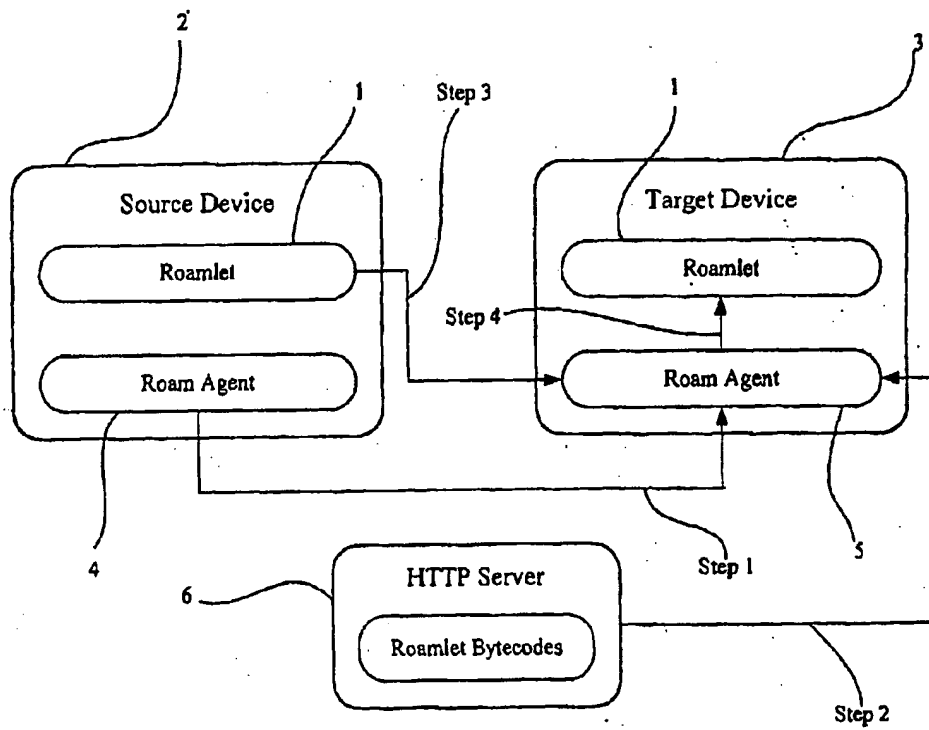 2
3
1
Step 3
1
Source Device
Target Device
Roamlet
Roamlet
Step 4
Roam Agent
Roam Agent
4
Step 1
5
6
HTTP Server
Roamlet Bytecodes
Step 2